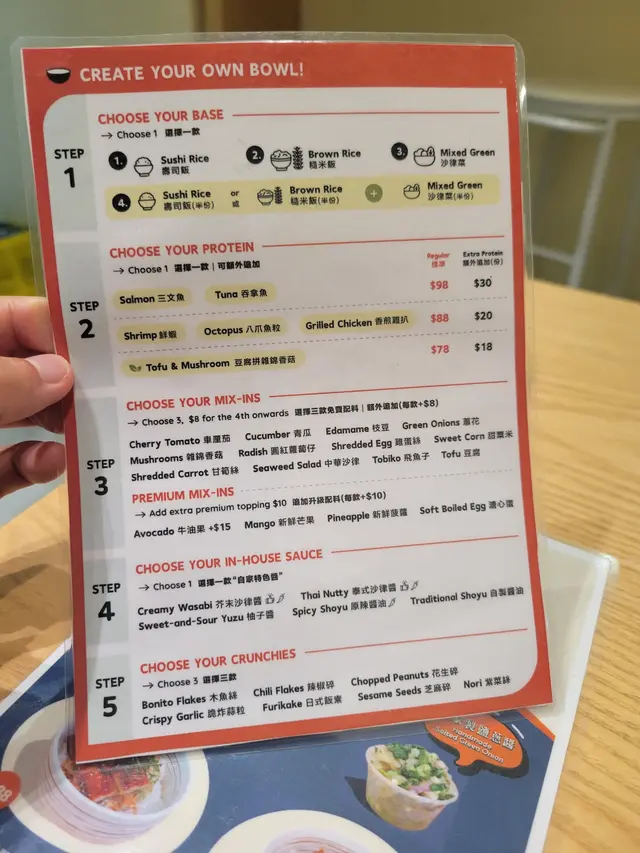 CREATE YOUR OWN BOWL!
STEP 1
CHOOSE YOUR BASE
→ Choose 1 選擇一款
1. Sushi Rice 壽司飯
2. Brown Rice 糙米飯
3. Mixed Green 沙律菜
4. Sushi Rice 壽司飯(半份) or 或 Brown Rice 糙米飯(半份) + Mixed Green 沙律菜(半份)
STEP 2
CHOOSE YOUR PROTEIN
→ Choose 1 選擇一款 | 可額外追加
Regular 標準
Extra Protein 額外追加(份)
Salmon 三文魚 Tuna 吞拿魚 $98 $30
Shrimp 鮮蝦 Octopus 八爪魚粒 Grilled Chicken 香煎雞扒 $88 $20
Tofu & Mushroom 豆腐拼雜錦香菇 $78 $18
STEP 3
CHOOSE YOUR MIX-INS
→ Choose 3, $8 for the 4th onwards 選擇三款免費配料 | 額外追加(每款+$8)
Cherry Tomato 車厘茄 Cucumber 青瓜 Edamame 枝豆 Green Onions 蔥花
Mushrooms 雜錦香菇 Radish 圓紅蘿蔔仔 Shredded Egg 雞蛋絲 Sweet Corn 甜粟米
Shredded Carrot 甘筍絲 Seaweed Salad 中華沙律 Tobiko 飛魚子 Tofu 豆腐
PREMIUM MIX-INS
→ Add extra premium topping $10 追加升級配料(每款+$10)
Avocado 牛油果 +$15 Mango 新鮮芒果 Pineapple 新鮮菠蘿 Soft Boiled Egg 溏心蛋
STEP 4
CHOOSE YOUR IN-HOUSE SAUCE
→ Choose 1 選擇一款"自家特色醬"
Creamy Wasabi 芥末沙律醬 Thai Nutty 泰式沙律醬
Sweet-and-Sour Yuzu 柚子醬 Spicy Shoyu 原辣醬油 Traditional Shoyu 自製醬油
STEP 5
CHOOSE YOUR CRUNCHIES
→ Choose 3 選擇三款
Bonito Flakes 木魚絲 Chili Flakes 辣椒碎 Chopped Peanuts 花生碎
Crispy Garlic 脆炸蒜粒 Furikake 日式飯素 Sesame Seeds 芝麻碎 Nori 紫菜絲
製鹽蔥醬
Handmade
Salted Green Onion